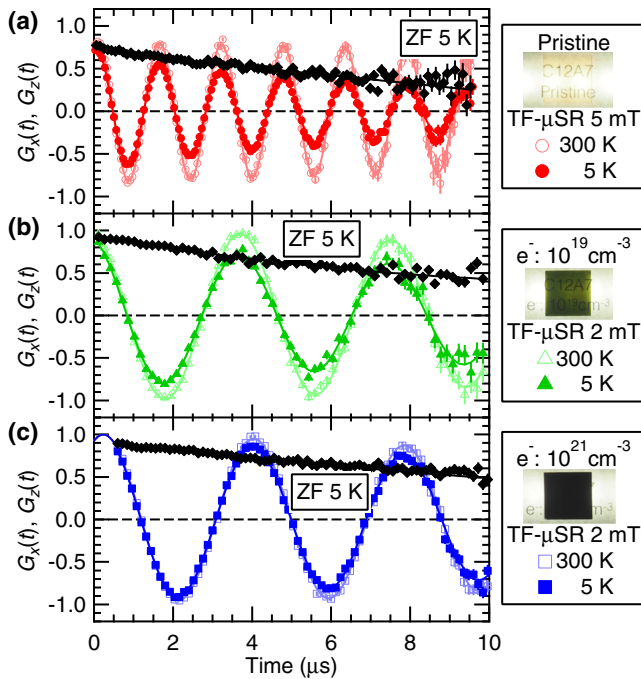 (a)
ZF 5 K
1.0
0.5
0.0
-0.5
-1.0
Gx(t), Gz(t)
Pristine
C12A7
Pristine
TF-μSR 5 mT
300 K
5 K
(b)
ZF 5 K
1.0
0.5
0.0
-0.5
-1.0
Gx(t), Gz(t)
e-: 10^19 cm^-3
C12A7
e-: 10^19 cm^-3
TF-μSR 2 mT
300 K
5 K
(c)
ZF 5 K
1.0
0.5
0.0
-0.5
-1.0
Gx(t), Gz(t)
0 2 4 6 8 10
Time (μs)
e-: 10^21 cm^-3
TF-μSR 2 mT
300 K
5 K